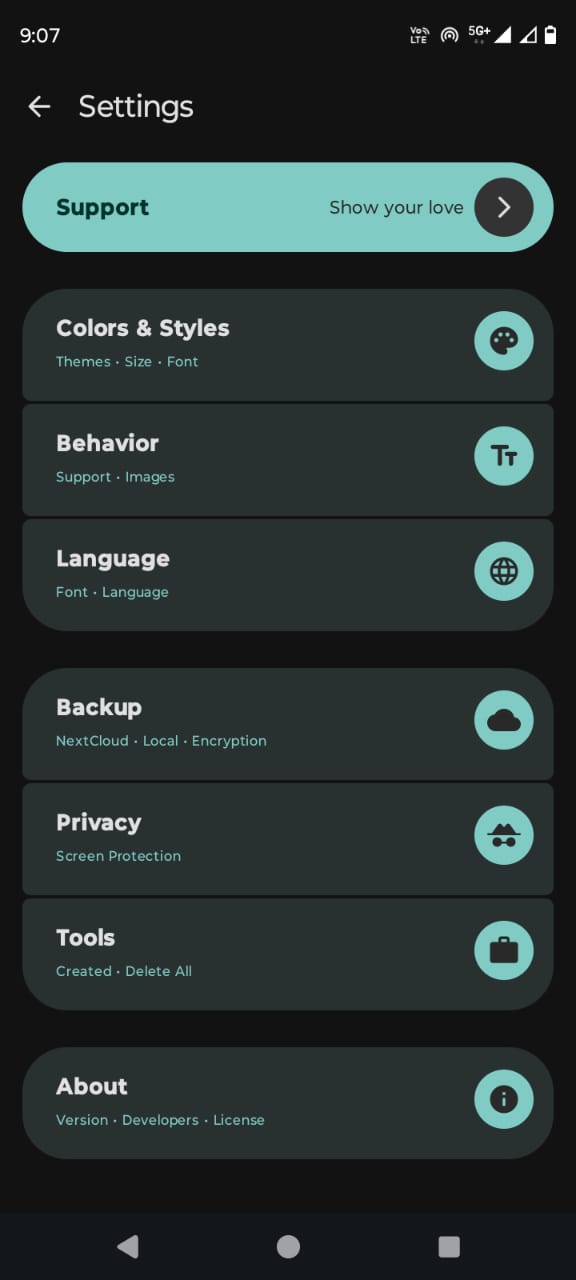 9:07
Vo LTE 5G+
Settings
Support Show your love
Colors & Styles
Themes • Size • Font
Behavior
Support • Images
Language
Font • Language
Backup
NextCloud • Local • Encryption
Privacy
Screen Protection
Tools
Created • Delete All
About
Version • Developers • License